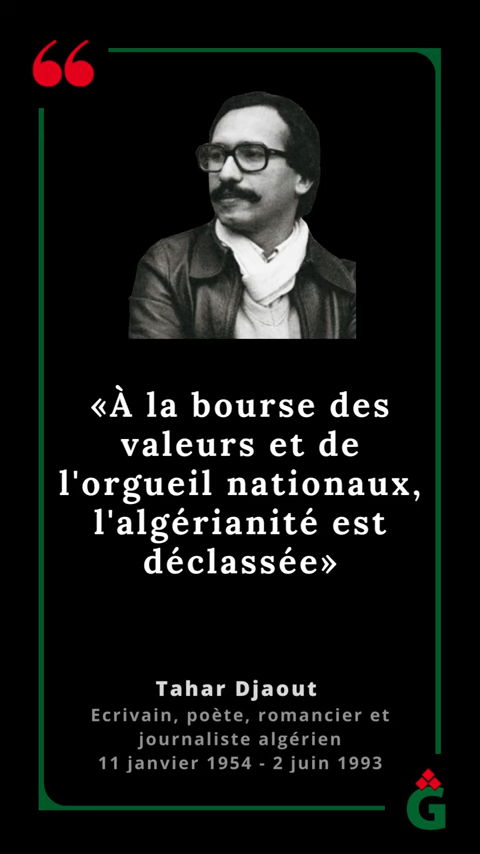 «À la bourse des
valeurs et de
l'orgueil nationaux,
l'algérianité est
déclassée»
Tahar Djaout
Ecrivain, poète, romancier et
journaliste algérien
11 janvier 1954 - 2 juin 1993
G